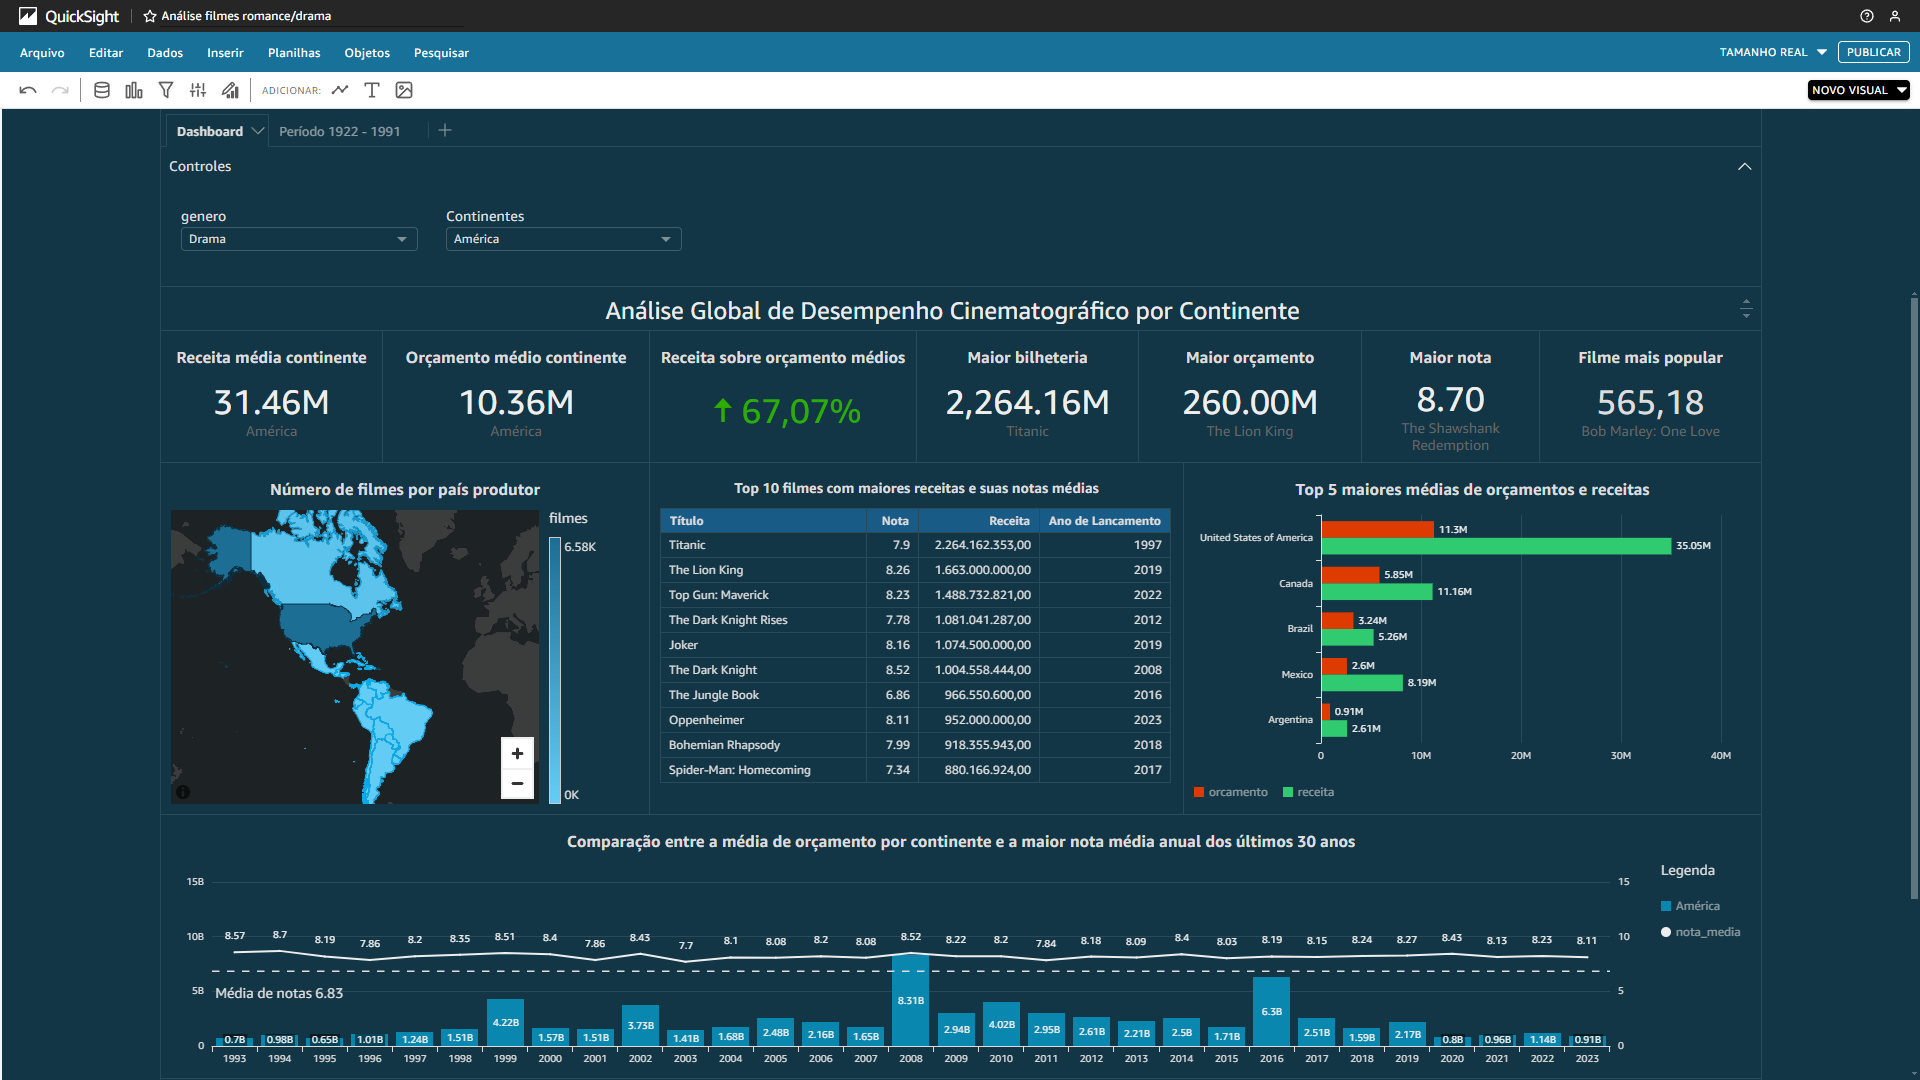 QuickSight
Análise filmes romance/drama
Arquivo Editar Dados Inserir Planilhas Objetos Pesquisar
TAMANHO REAL
PUBLICAR
ADICIONAR:
NOVO VISUAL
Dashboard
Período 1922 - 1991
Controles
genero
Drama
Continentes
América
Análise Global de Desempenho Cinematográfico por Continente
Receita média continente
31.46M
América
Orçamento médio continente
10.36M
América
Receita sobre orçamento médios
67,07%
Maior bilheteria
2,264.16M
Titanic
Maior orçamento
260.00M
The Lion King
Maior nota
8.70
The Shawshank
Redemption
Filme mais popular
565,18
Bob Marley: One Love
Número de filmes por país produtor
filmes
6.58K
0K
Top 10 filmes com maiores receitas e suas notas médias
Título Nota Receita Ano de Lancamento
Titanic 7.9 2.264.162.353,00 1997
The Lion King 8.26 1.663.000.000,00 2019
Top Gun: Maverick 8.23 1.488.732.821,00 2022
The Dark Knight Rises 7.78 1.081.041.287,00 2012
Joker 8.16 1.074.500.000,00 2019
The Dark Knight 8.52 1.004.558.444,00 2008
The Jungle Book 6.86 966.550.600,00 2016
Oppenheimer 8.11 952.000.000,00 2023
Bohemian Rhapsody 7.99 918.355.943,00 2018
Spider-Man: Homecoming 7.34 880.166.924,00 2017
Top 5 maiores médias de orçamentos e receitas
United States of America 11.3M 35.05M
Canada 5.85M 11.16M
Brazil 3.24M 5.26M
Mexico 2.6M 8.19M
Argentina 0.91M 2.61M
0 10M 20M 30M 40M
orcamento receita
Comparação entre a média de orçamento por continente e a maior nota média anual dos últimos 30 anos
Legenda
América
nota_media
15B 15
10B 10
5B 5
0 0
8.57 8.7 8.19 7.86 8.2 8.35 8.51 8.4 7.86 8.43 7.7 8.1 8.08 8.2 8.08 8.52 8.22 8.2 7.84 8.18 8.09 8.4 8.03 8.19 8.15 8.24 8.27 8.43 8.13 8.23 8.11
Média de notas 6.83
0.7B 0.98B 0.65B 1.01B 1.24B 1.51B 4.22B 1.57B 1.51B 3.73B 1.41B 1.68B 2.48B 2.16B 1.65B 8.31B 2.94B 4.02B 2.95B 2.61B 2.21B 2.5B 1.71B 6.3B 2.51B 1.59B 2.17B 0.8B 0.96B 1.14B 0.91B
1993 1994 1995 1996 1997 1998 1999 2000 2001 2002 2003 2004 2005 2006 2007 2008 2009 2010 2011 2012 2013 2014 2015 2016 2017 2018 2019 2020 2021 2022 2023